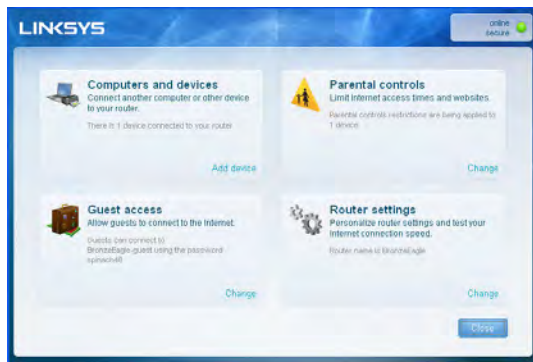 LINKSYS
online
secure
Computers and devices
Connect another computer or other device
to your router.
There is 1 device connected to your router
Add device
Parental controls
Limit Internet access times and websites.
Parental controls restrictions are being applied to
1 device
Change
Guest access
Allow guests to connect to the Internet.
Guests can connect to
BronzeEagle-guest using the password
spinach48
Change
Router settings
Personalize router settings and test your
Internet connection speed.
Router name is BronzeEagle
Change
Close